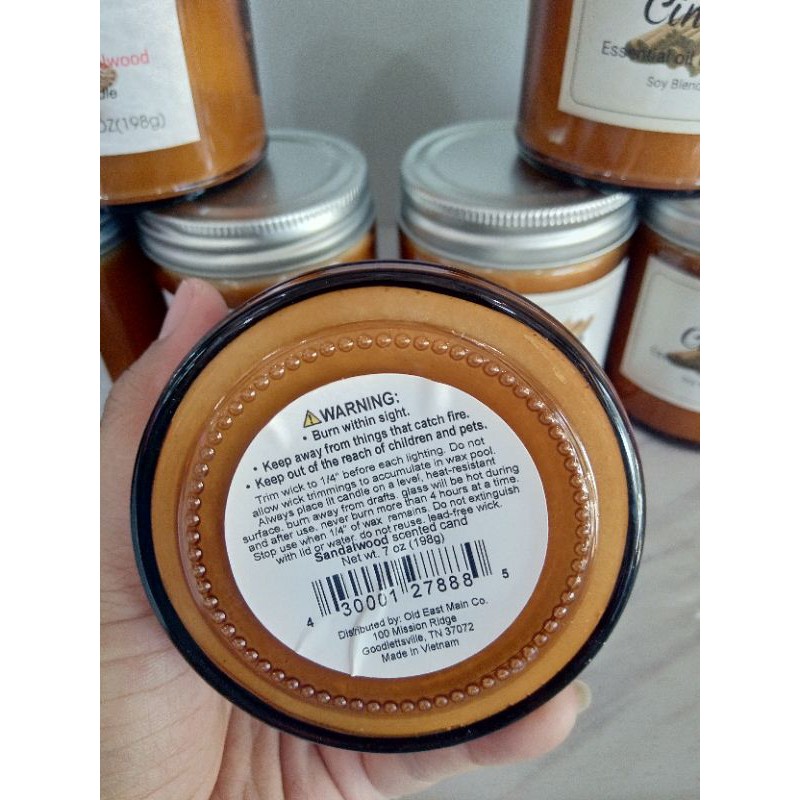 lwood
OZ(198g)
Essential oil
Soy Blend
WARNING:
• Burn within sight.
• Keep away from things that catch fire.
• Keep out of the reach of children and pets.
Trim wick to 1/4" before each lighting. Do not
allow wick trimmings to accumulate in wax pool.
Always place lit candle on a level, heat-resistant
surface, burn away from drafts, glass will be hot during
and after use, never burn more than 4 hours at a time.
Stop use when 1/4" of wax remains. Do not extinguish
with lid or water, do not reuse, lead-free wick.
Sandalwood scented cand
Net wt. 7 oz (198g)
4 30001 27888 5
Distributed by: Old East Main Co.
100 Mission Ridge
Goodlettsville, TN 37072
Made in Vietnam